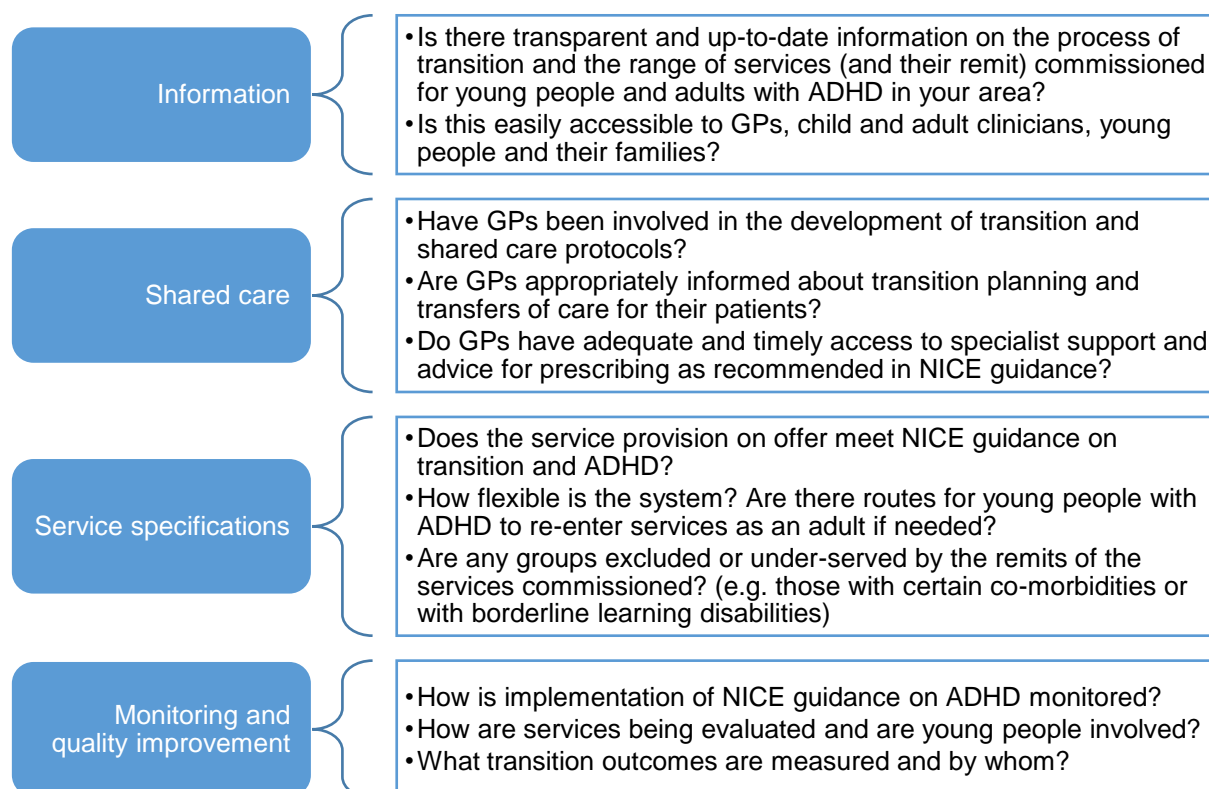 Information
•Is there transparent and up-to-date information on the process of
transition and the range of services (and their remit) commissioned
for young people and adults with ADHD in your area?
•Is this easily accessible to GPs, child and adult clinicians, young
people and their families?
Shared care
•Have GPs been involved in the development of transition and
shared care protocols?
•Are GPs appropriately informed about transition planning and
transfers of care for their patients?
•Do GPs have adequate and timely access to specialist support and
advice for prescribing as recommended in NICE guidance?
Service specifications
•Does the service provision on offer meet NICE guidance on
transition and ADHD?
•How flexible is the system? Are there routes for young people with
ADHD to re-enter services as an adult if needed?
•Are any groups excluded or under-served by the remits of the
services commissioned? (e.g. those with certain co-morbidities or
with borderline learning disabilities)
Monitoring and
quality improvement
•How is implementation of NICE guidance on ADHD monitored?
•How are services being evaluated and are young people involved?
•What transition outcomes are measured and by whom?